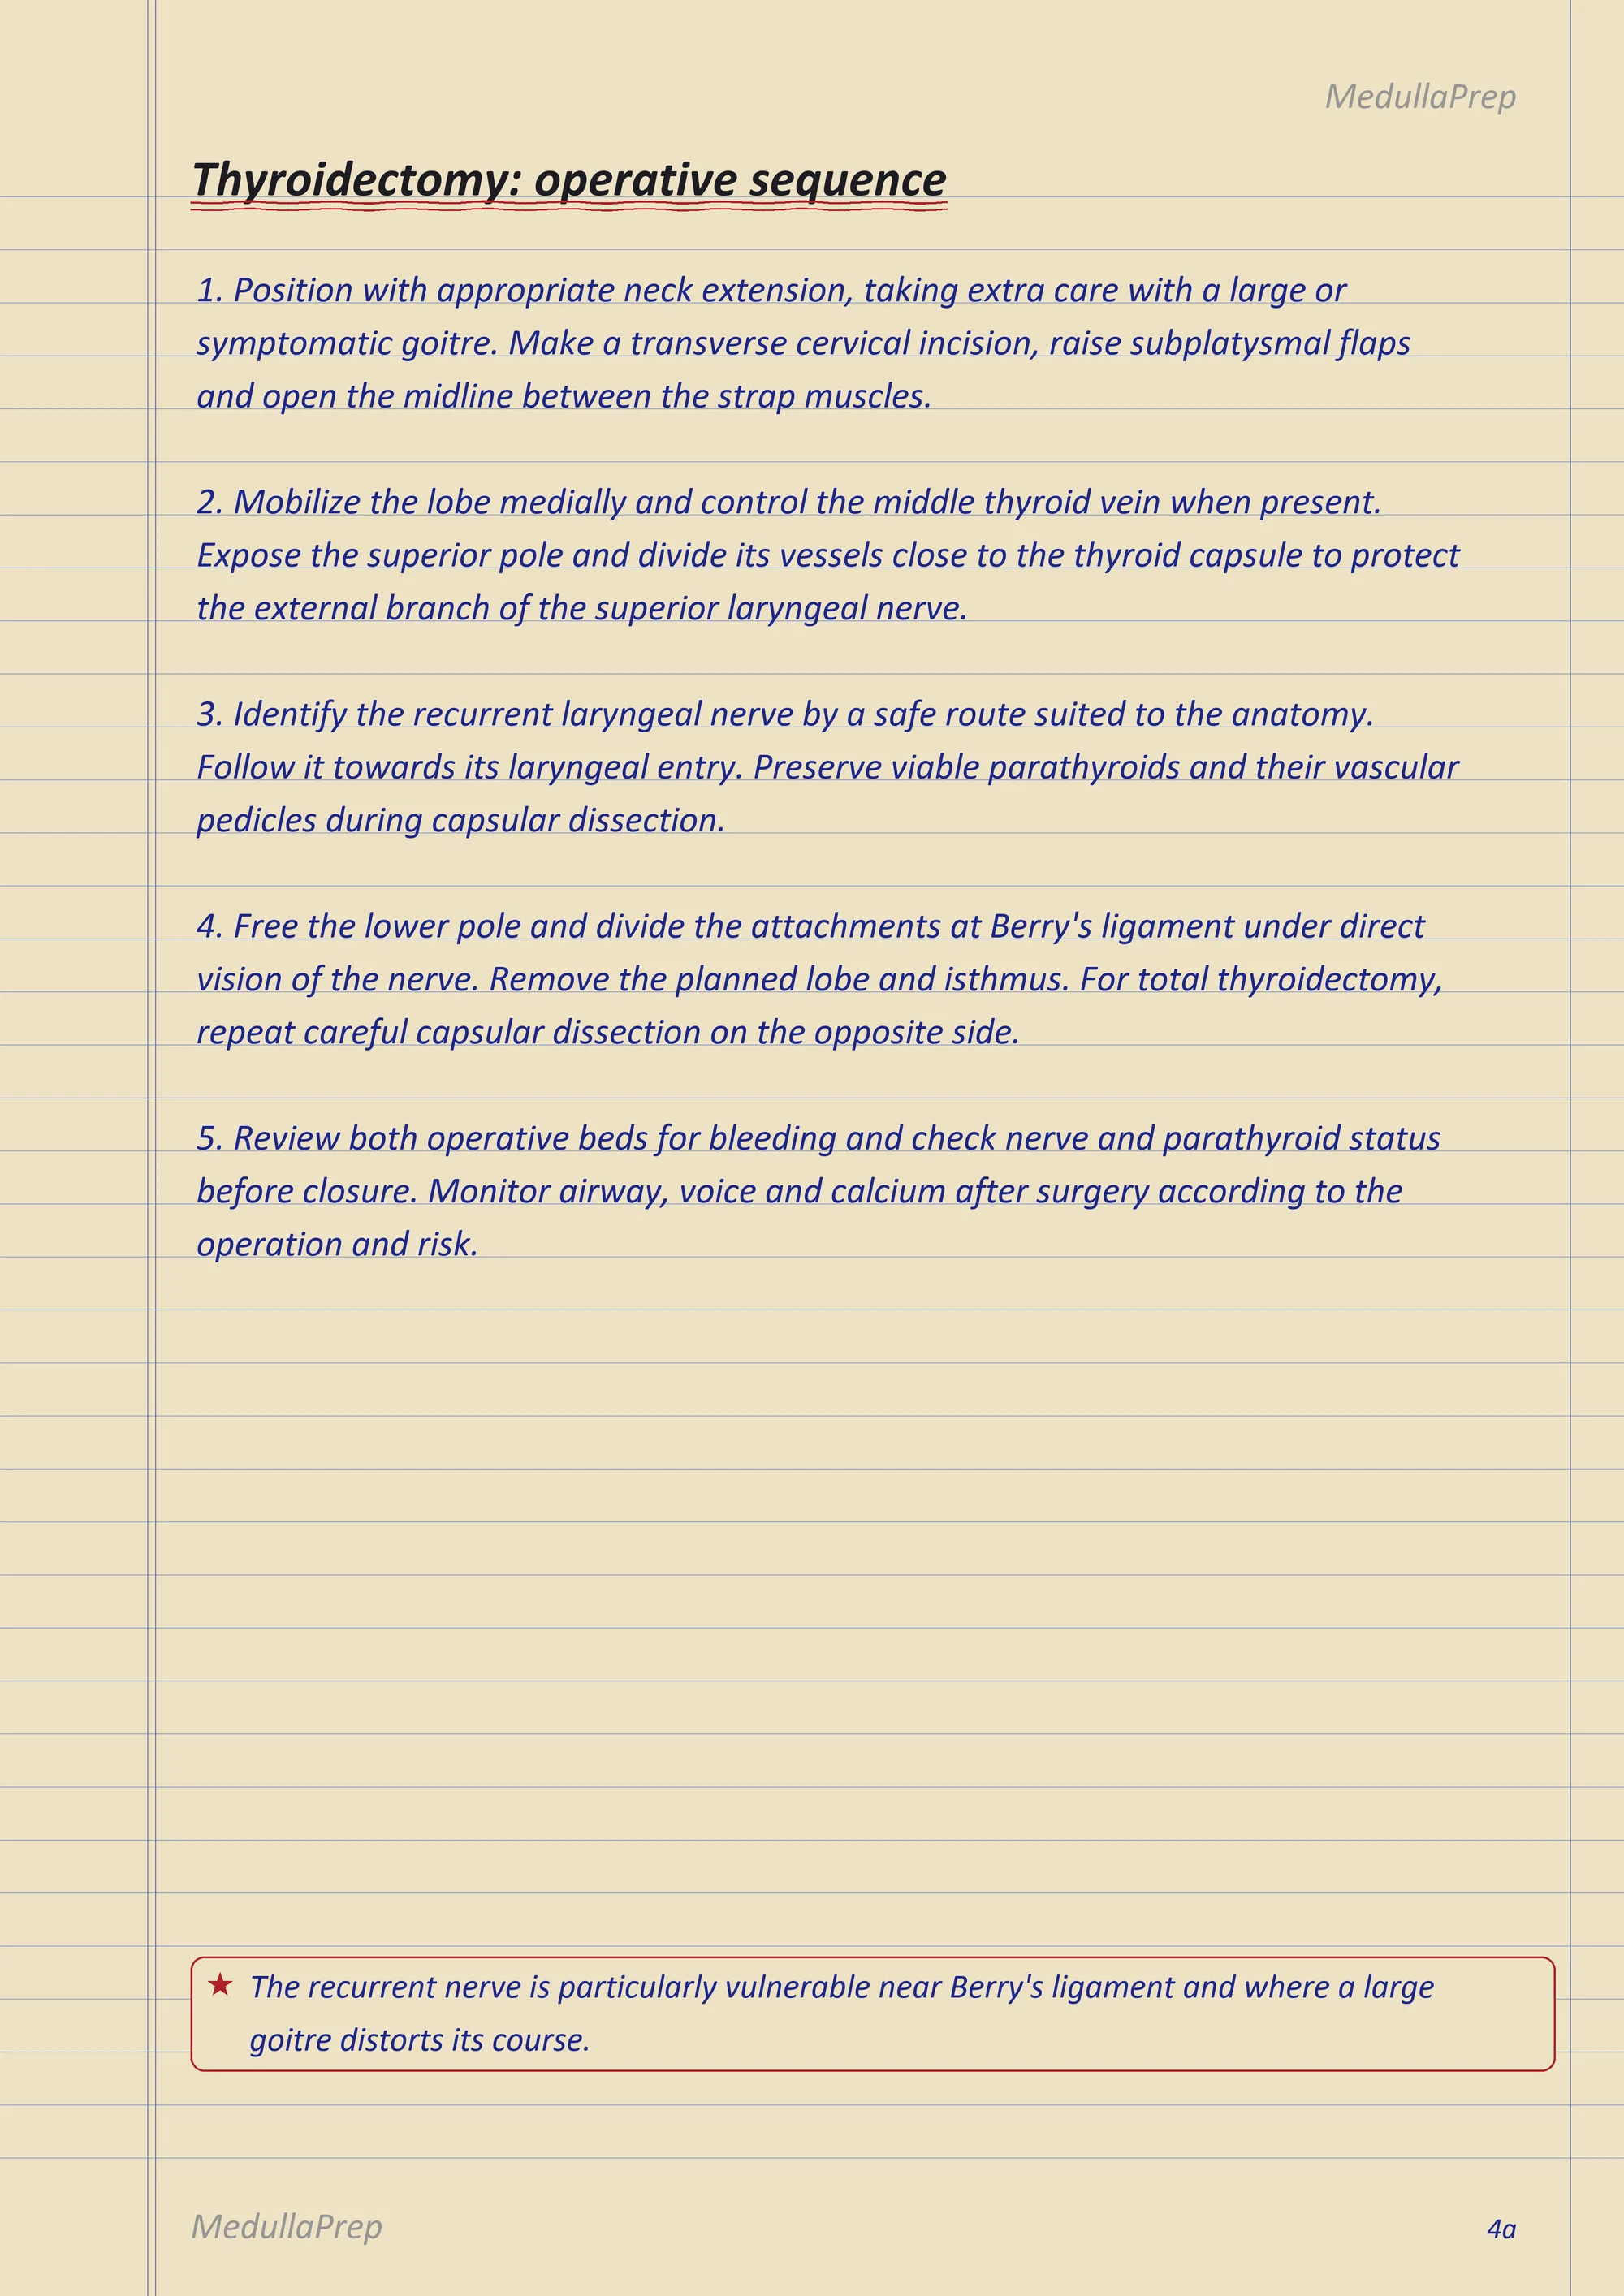 MedullaPrep
Thyroidectomy: operative sequence
1. Position with appropriate neck extension, taking extra care with a large or
symptomatic goitre. Make a transverse cervical incision, raise subplatysmal flaps
and open the midline between the strap muscles.
2. Mobilize the lobe medially and control the middle thyroid vein when present.
Expose the superior pole and divide its vessels close to the thyroid capsule to protect
the external branch of the superior laryngeal nerve.
3. Identify the recurrent laryngeal nerve by a safe route suited to the anatomy.
Follow it towards its laryngeal entry. Preserve viable parathyroids and their vascular
pedicles during capsular dissection.
4. Free the lower pole and divide the attachments at Berry's ligament under direct
vision of the nerve. Remove the planned lobe and isthmus. For total thyroidectomy,
repeat careful capsular dissection on the opposite side.
5. Review both operative beds for bleeding and check nerve and parathyroid status
before closure. Monitor airway, voice and calcium after surgery according to the
operation and risk.
★ The recurrent nerve is particularly vulnerable near Berry's ligament and where a large
goitre distorts its course.
MedullaPrep
4a